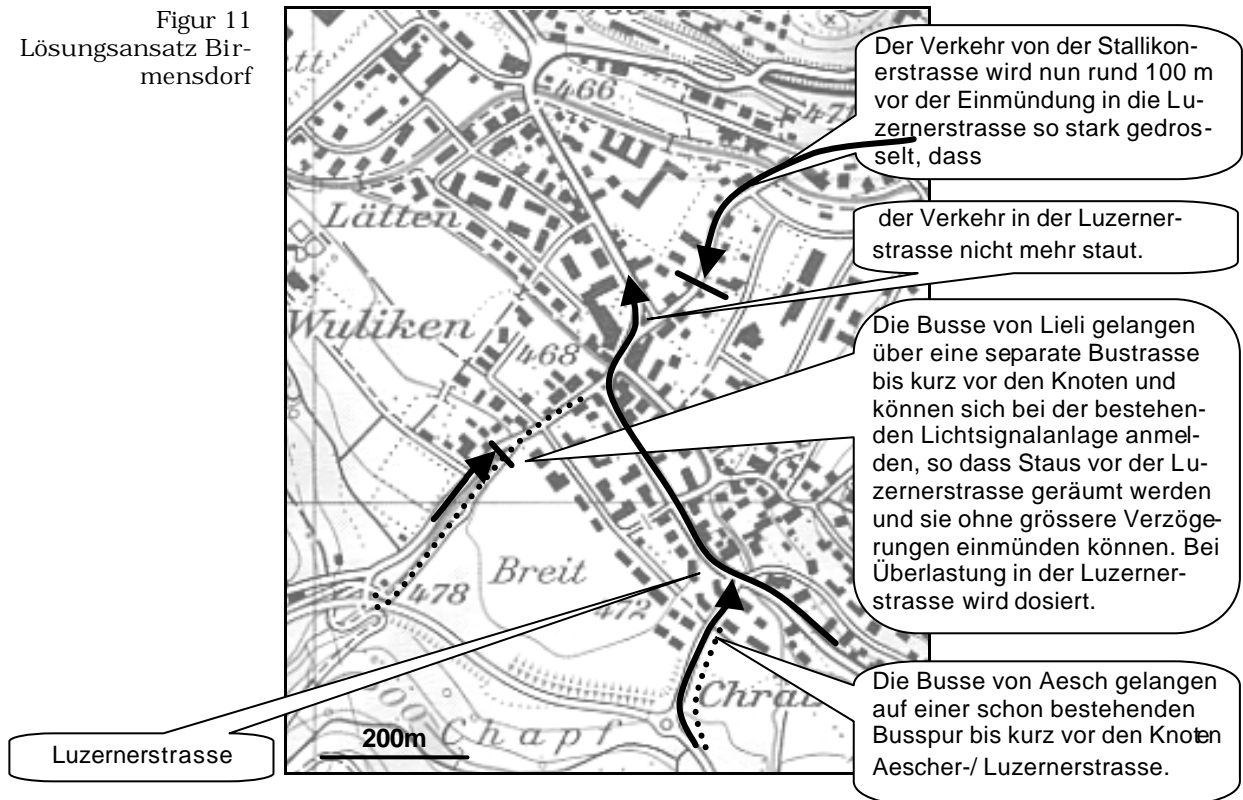 Figur 11
Lösungsansatz Bir-
mensdorf
att
466
Lätten
Wuliken
468
478
Breit
472
Chapf
200m
Luzernerstrasse
Der Verkehr von der Stallikon-
erstrasse wird nun rund 100 m
vor der Einmündung in die Lu-
zernerstrasse so stark gedros-
selt, dass
der Verkehr in der Luzerner-
strasse nicht mehr staut.
Die Busse von Lieli gelangen
über eine separate Bustrasse
bis kurz vor den Knoten und
können sich bei der bestehen-
den Lichtsignalanlage anmel-
den, so dass Staus vor der Lu-
zernerstrasse geräumt werden
und sie ohne grössere Verzöge-
rungen einmünden können. Bei
Überlastung in der Luzerner-
strasse wird dosiert.
Die Busse von Aesch gelangen
auf einer schon bestehenden
Busspur bis kurz vor den Knoten
Aescher-/ Luzernerstrasse.